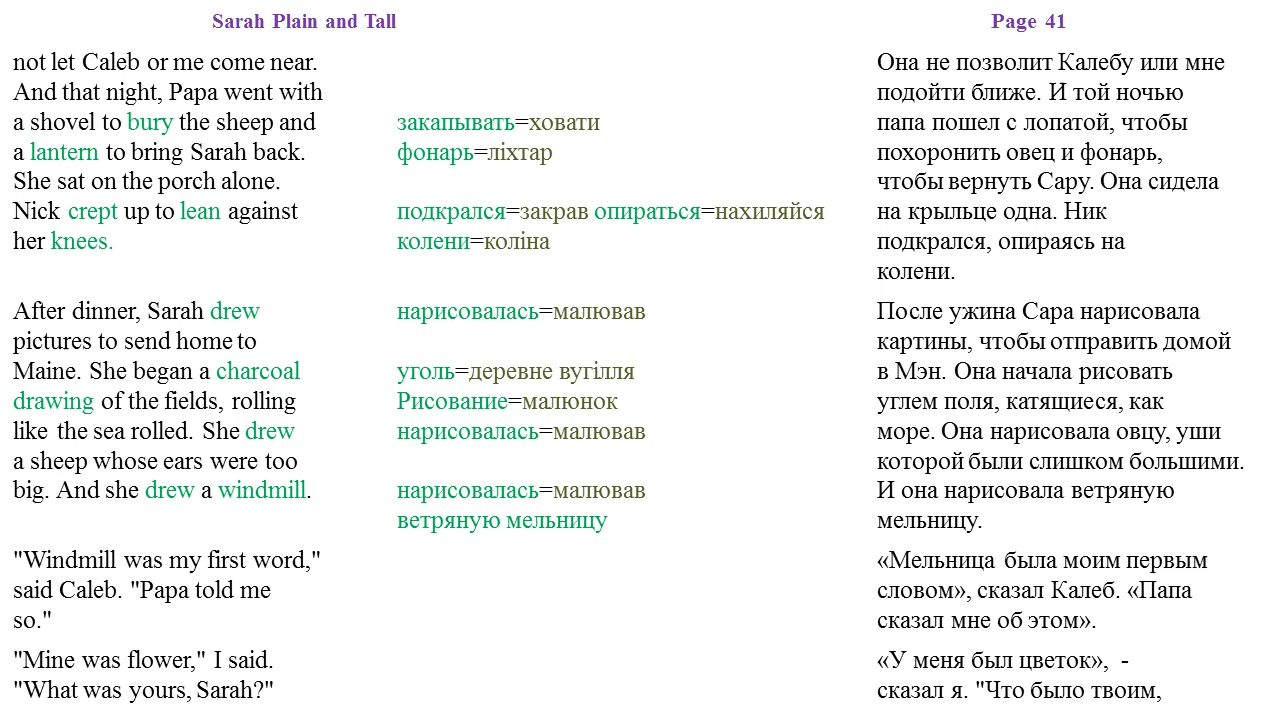 Sarah Plain and Tall
Page 41
not let Caleb or me come near.
And that night, Papa went with
a shovel to bury the sheep and
a lantern to bring Sarah back.
She sat on the porch alone.
Nick crept up to lean against
her knees.
After dinner, Sarah drew
pictures to send home to
Maine. She began a charcoal
drawing of the fields, rolling
like the sea rolled. She drew
a sheep whose ears were too
big. And she drew a windmill.
"Windmill was my first word,"
said Caleb. "Papa told me
so."
"Mine was flower," I said.
"What was yours, Sarah?"
закапывать=ховати
фонарь=ліхтар
подкрался=закрав опираться=нахиляйся
колени=коліна
нарисовалась=малював
уголь=деревне вугілля
Рисование=малюнок
нарисовалась=малював
нарисовалась=малював
ветряную мельницу
Она не позволит Калебу или мне
подойти ближе. И той ночью
папа пошел с лопатой, чтобы
похоронить овец и фонарь,
чтобы вернуть Сару. Она сидела
на крыльце одна. Ник
подкрался, опираясь на
колени.
После ужина Сара нарисовала
картины, чтобы отправить домой
в Мэн. Она начала рисовать
углем поля, катящиеся, как
море. Она нарисовала овцу, уши
которой были слишком большими.
И она нарисовала ветряную
мельницу.
«Мельница была моим первым
словом», сказал Калеб. «Папа
сказал мне об этом».
«У меня был цветок», -
сказал я. "Что было твоим,